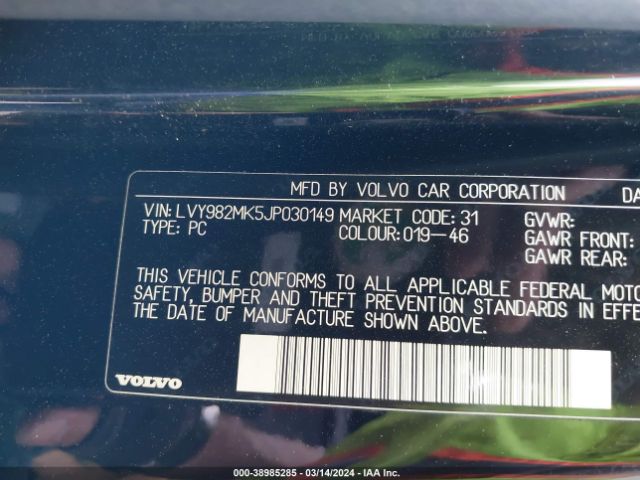 MFD BY VOLVO CAR CORPORATION DA
VIN: LVY982MK5JP030149 MARKET CODE: 31 GVWR:
TYPE: PC COLOUR:019-46 GAWR FRONT:
GAWR REAR:
THIS VEHICLE CONFORMS TO ALL APPLICABLE FEDERAL MOTO
SAFETY, BUMPER AND THEFT PREVENTION STANDARDS IN EFFE
THE DATE OF MANUFACTURE SHOWN ABOVE.
VOLVO
000-38985285 - 03/14/2024 - IAA Inc.